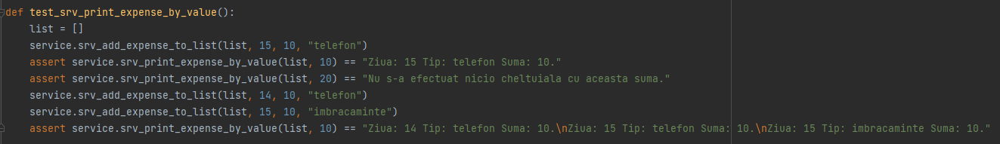 def test_srv_print_expense_by_value():
    list = []
    service.srv_add_expense_to_list(list, 15, 10, "telefon")
    assert service.srv_print_expense_by_value(list, 10) == "Ziua: 15 Tip: telefon Suma: 10."
    assert service.srv_print_expense_by_value(list, 20) == "Nu s-a efectuat nicio cheltuiala cu aceasta suma."
    service.srv_add_expense_to_list(list, 14, 10, "telefon")
    service.srv_add_expense_to_list(list, 15, 10, "imbracaminte")
    assert service.srv_print_expense_by_value(list, 10) == "Ziua: 14 Tip: telefon Suma: 10.\nZiua: 15 Tip: telefon Suma: 10.\nZiua: 15 Tip: imbracaminte Suma: 10."